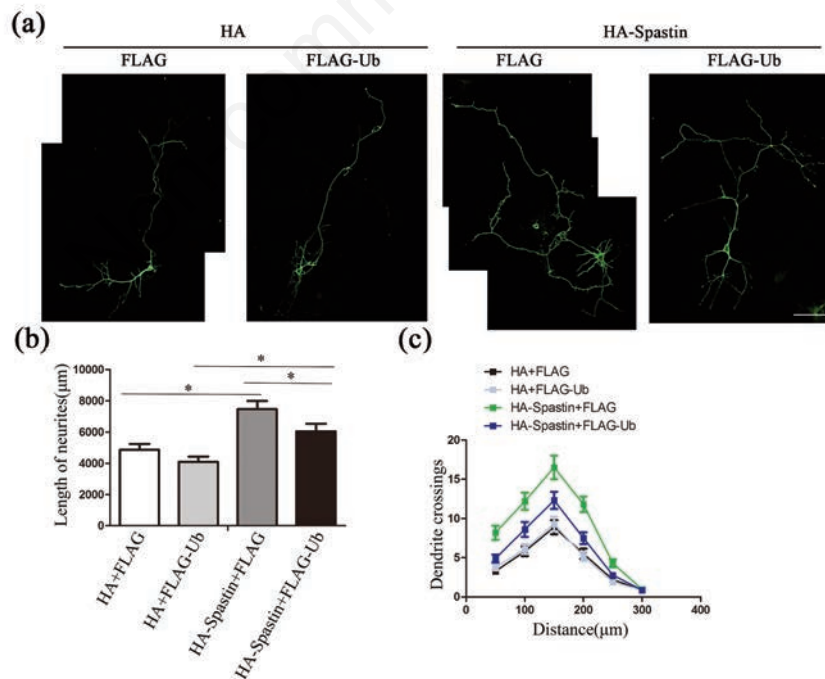 (a)
HA
HA-Spastin
FLAG
FLAG-Ub
FLAG
FLAG-Ub
(b)
*
*
*
Length of neurites(μm)
10000
8000
6000
4000
2000
0
HA+FLAG
HA+FLAG-Ub
HA-Spastin+FLAG
HA-Spastin+FLAG-Ub
(c)
HA+FLAG
HA+FLAG-Ub
HA-Spastin+FLAG
HA-Spastin+FLAG-Ub
Dendrite crossings
20
15
10
5
0
0 100 200 300 400
Distance(μm)